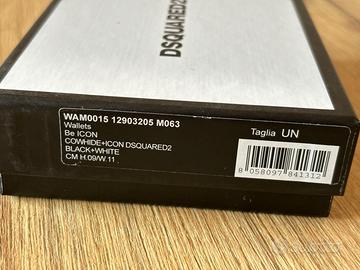 DSQUARED2
WAM0015 12903205 M063
Wallets
Be ICON
COWHIDE+ICON DSQUARED2
BLACK+WHITE
CM H.09/W.11
Taglia UN
8 058097 841312
subito